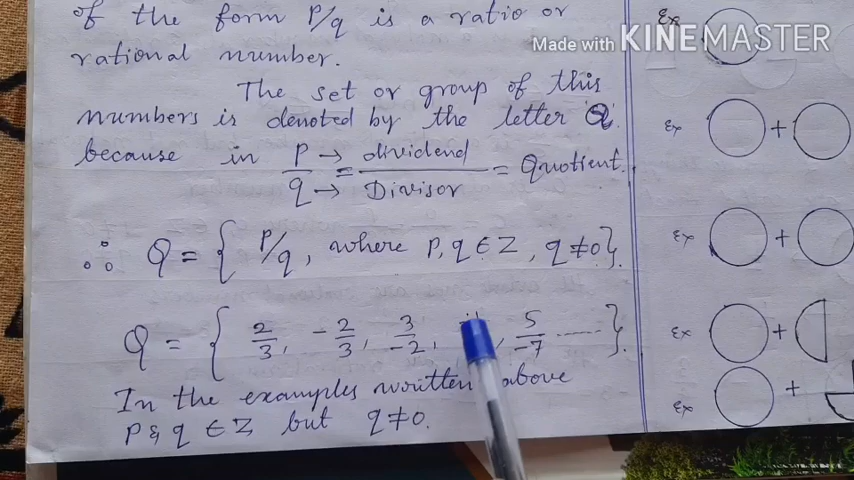 of the form P/q is a ratio or
rational number.
The set or group of this
numbers is denoted by the letter 'Q'
because in P/q → dividend/Divisor = Quotient.
∴ Q = { P/q, where P, q ∈ Z, q ≠ 0}.
Q = { 2/3, -2/3, 3/-2, , 5/-7 ...... }.
In the examples written above
P & q ∈ Z, but q ≠ 0.
Made with KINEMASTER
Ex
Ex +
Ex +
Ex +
Ex +